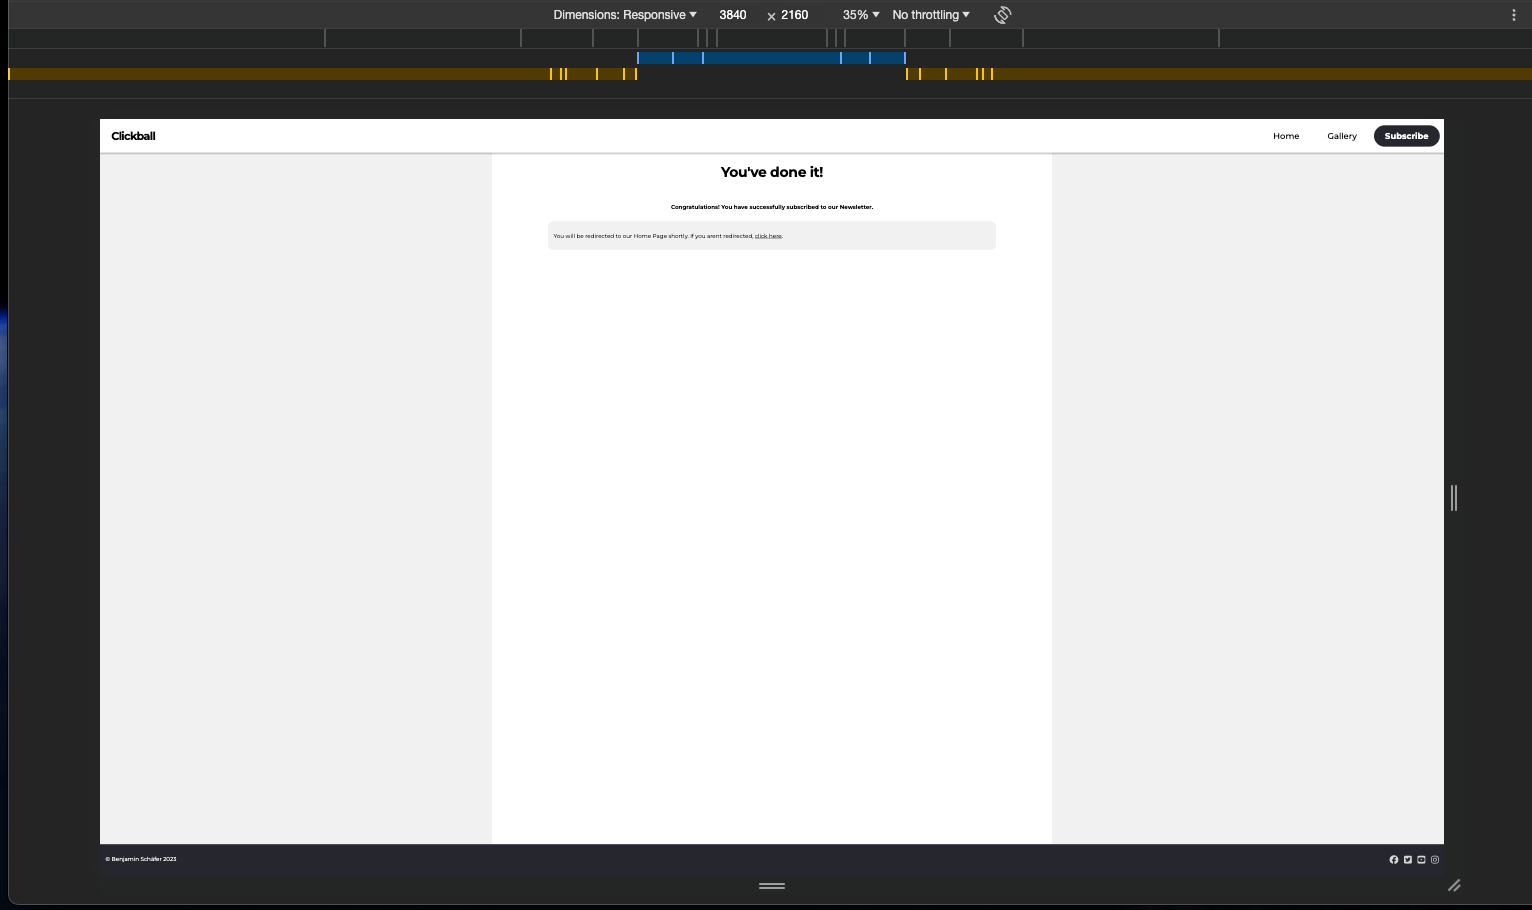 Dimensions: Responsive 3840 × 2160 35% No throttling
Clickball Home Gallery Subscribe
You've done it!
Congratulations! You have successfully subscribed to our Newsletter.
You will be redirected to our Home Page shortly. If you arent redirected, click here.
© Benjamin Schäfer 2023